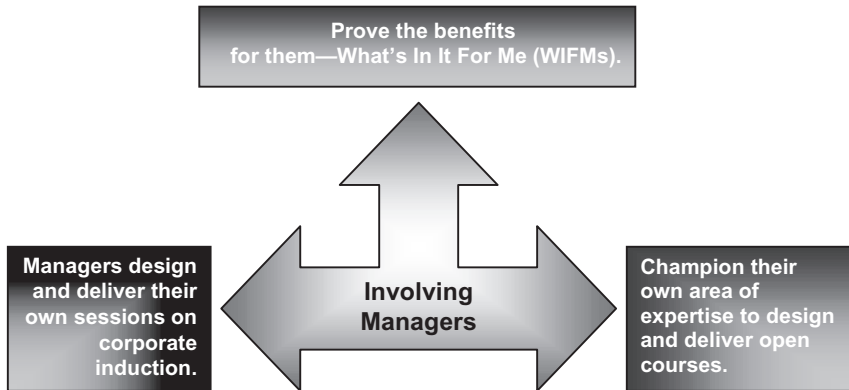 Prove the benefits
for them—What's In It For Me (WIFMs).
Managers design
and deliver their
own sessions on
corporate
induction.
Involving
Managers
Champion their
own area of
expertise to design
and deliver open
courses.